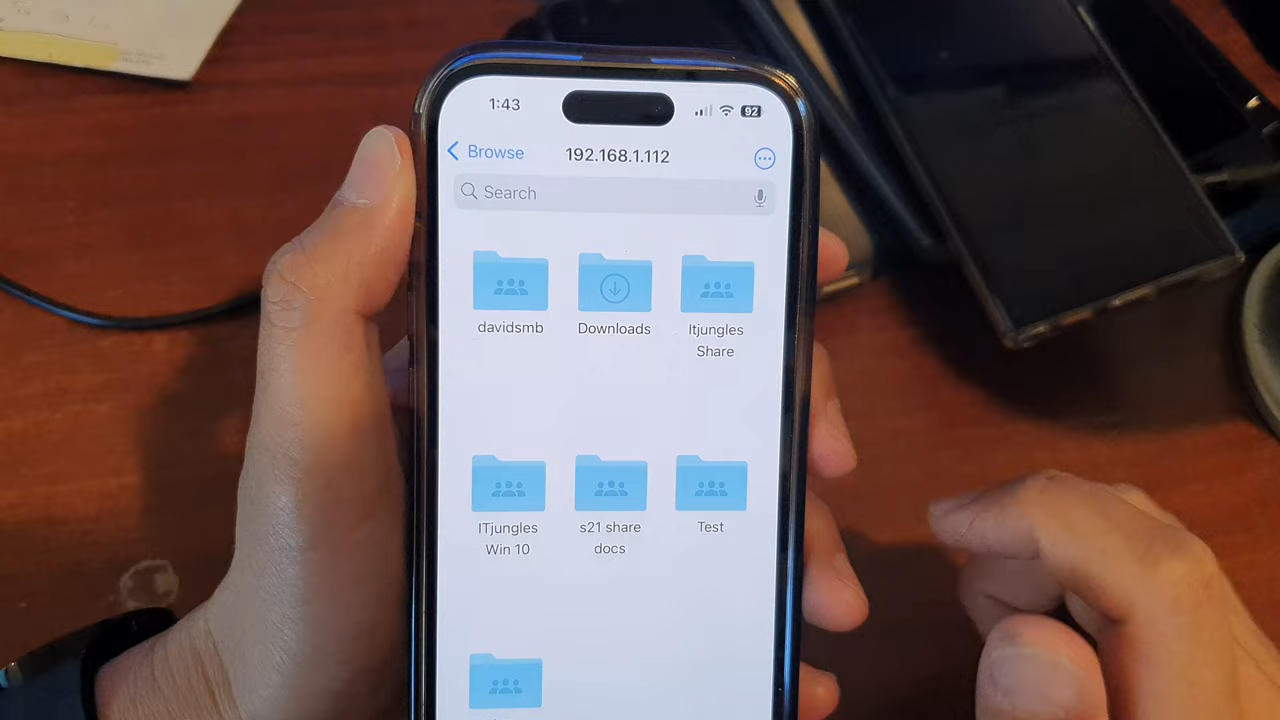 1:43
92
Browse
192.168.1.112
Search
davidsmb
Downloads
Itjungles
Share
ITjungles
Win 10
s21 share
docs
Test